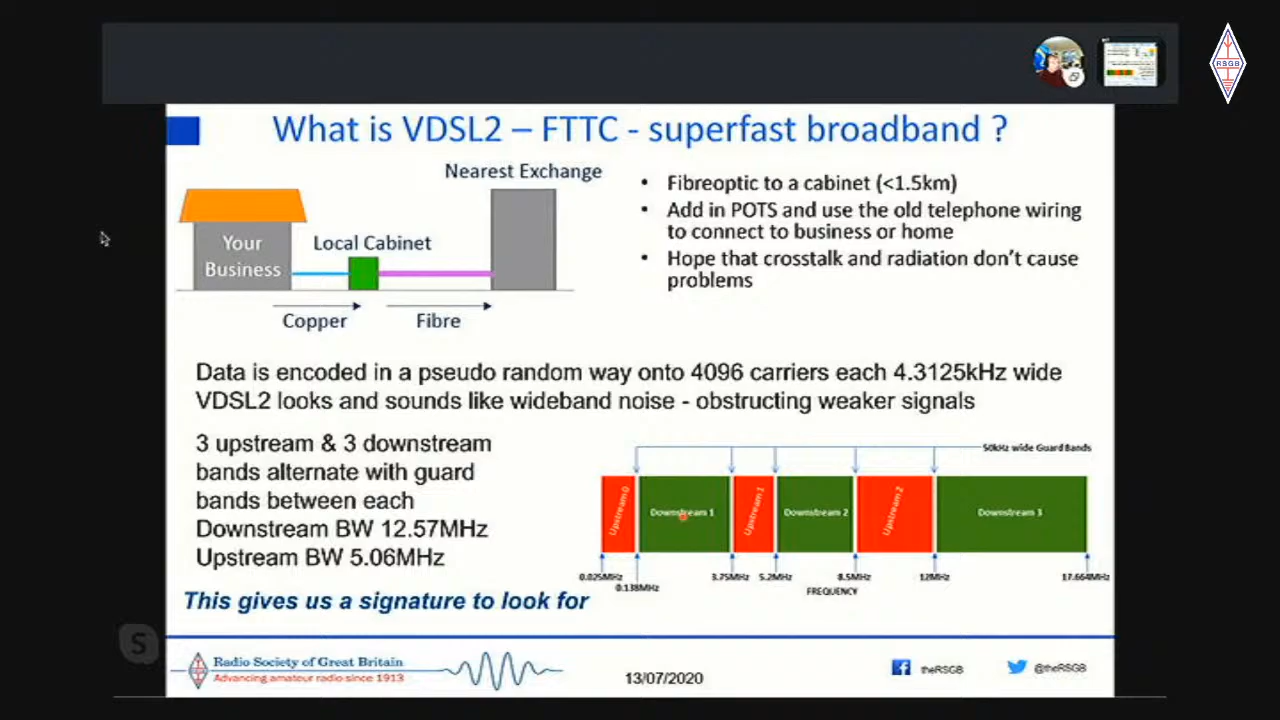 RSGB
What is VDSL2 – FTTC - superfast broadband ?
Nearest Exchange
Your
Business
Local Cabinet
Copper
Fibre
• Fibreoptic to a cabinet (<1.5km)
• Add in POTS and use the old telephone wiring
to connect to business or home
• Hope that crosstalk and radiation don't cause
problems
Data is encoded in a pseudo random way onto 4096 carriers each 4.3125kHz wide
VDSL2 looks and sounds like wideband noise - obstructing weaker signals
3 upstream & 3 downstream
bands alternate with guard
bands between each
Downstream BW 12.57MHz
Upstream BW 5.06MHz
This gives us a signature to look for
50kHz wide Guard Bands
Upstream 0
Downstream 1
Upstream 1
Downstream 2
Upstream 2
Downstream 3
0.025MHz
0.138MHz
3.75MHz
5.2MHz
8.5MHz
12MHz
17.664MHz
FREQUENCY
S
Radio Society of Great Britain
Advancing amateur radio since 1913
13/07/2020
theRSGB
@theRSGB